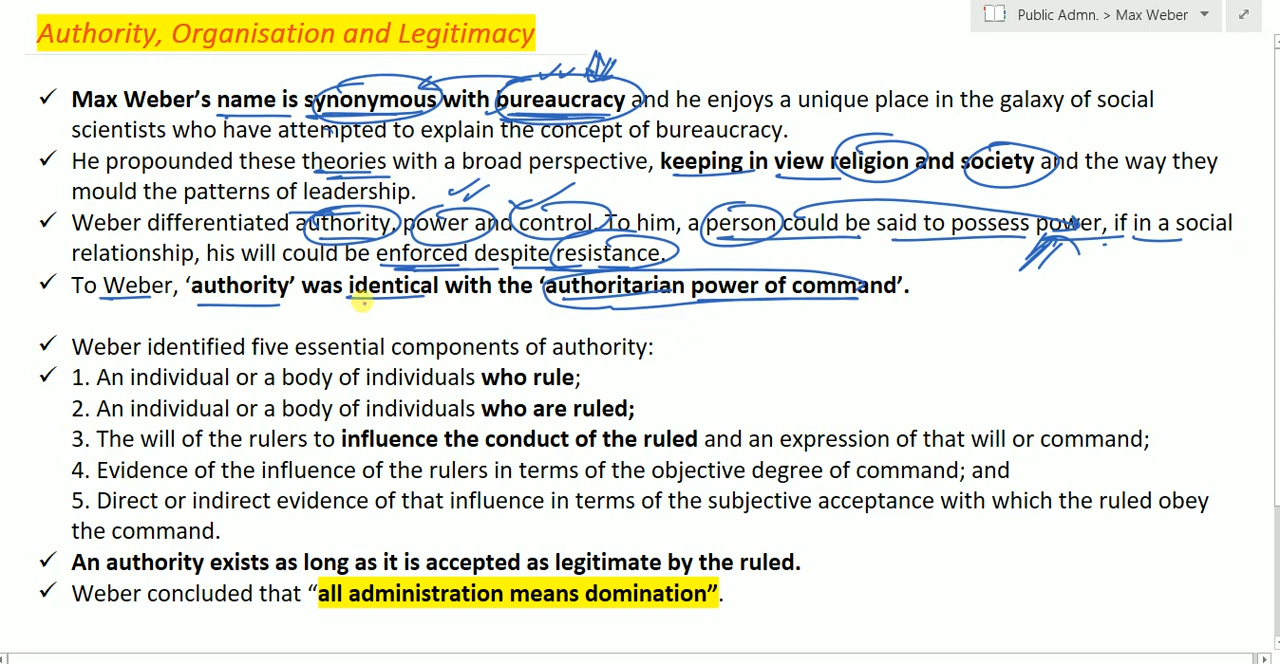 Public Admn. > Max Weber
Authority, Organisation and Legitimacy
✓ Max Weber's name is synonymous with bureaucracy and he enjoys a unique place in the galaxy of social
scientists who have attempted to explain the concept of bureaucracy.
✓ He propounded these theories with a broad perspective, keeping in view religion and society and the way they
mould the patterns of leadership.
✓ Weber differentiated authority, power and control. To him, a person could be said to possess power, if in a social
relationship, his will could be enforced despite resistance.
✓ To Weber, 'authority' was identical with the 'authoritarian power of command'.
✓ Weber identified five essential components of authority:
✓ 1. An individual or a body of individuals who rule;
2. An individual or a body of individuals who are ruled;
3. The will of the rulers to influence the conduct of the ruled and an expression of that will or command;
4. Evidence of the influence of the rulers in terms of the objective degree of command; and
5. Direct or indirect evidence of that influence in terms of the subjective acceptance with which the ruled obey
the command.
✓ An authority exists as long as it is accepted as legitimate by the ruled.
✓ Weber concluded that "all administration means domination".